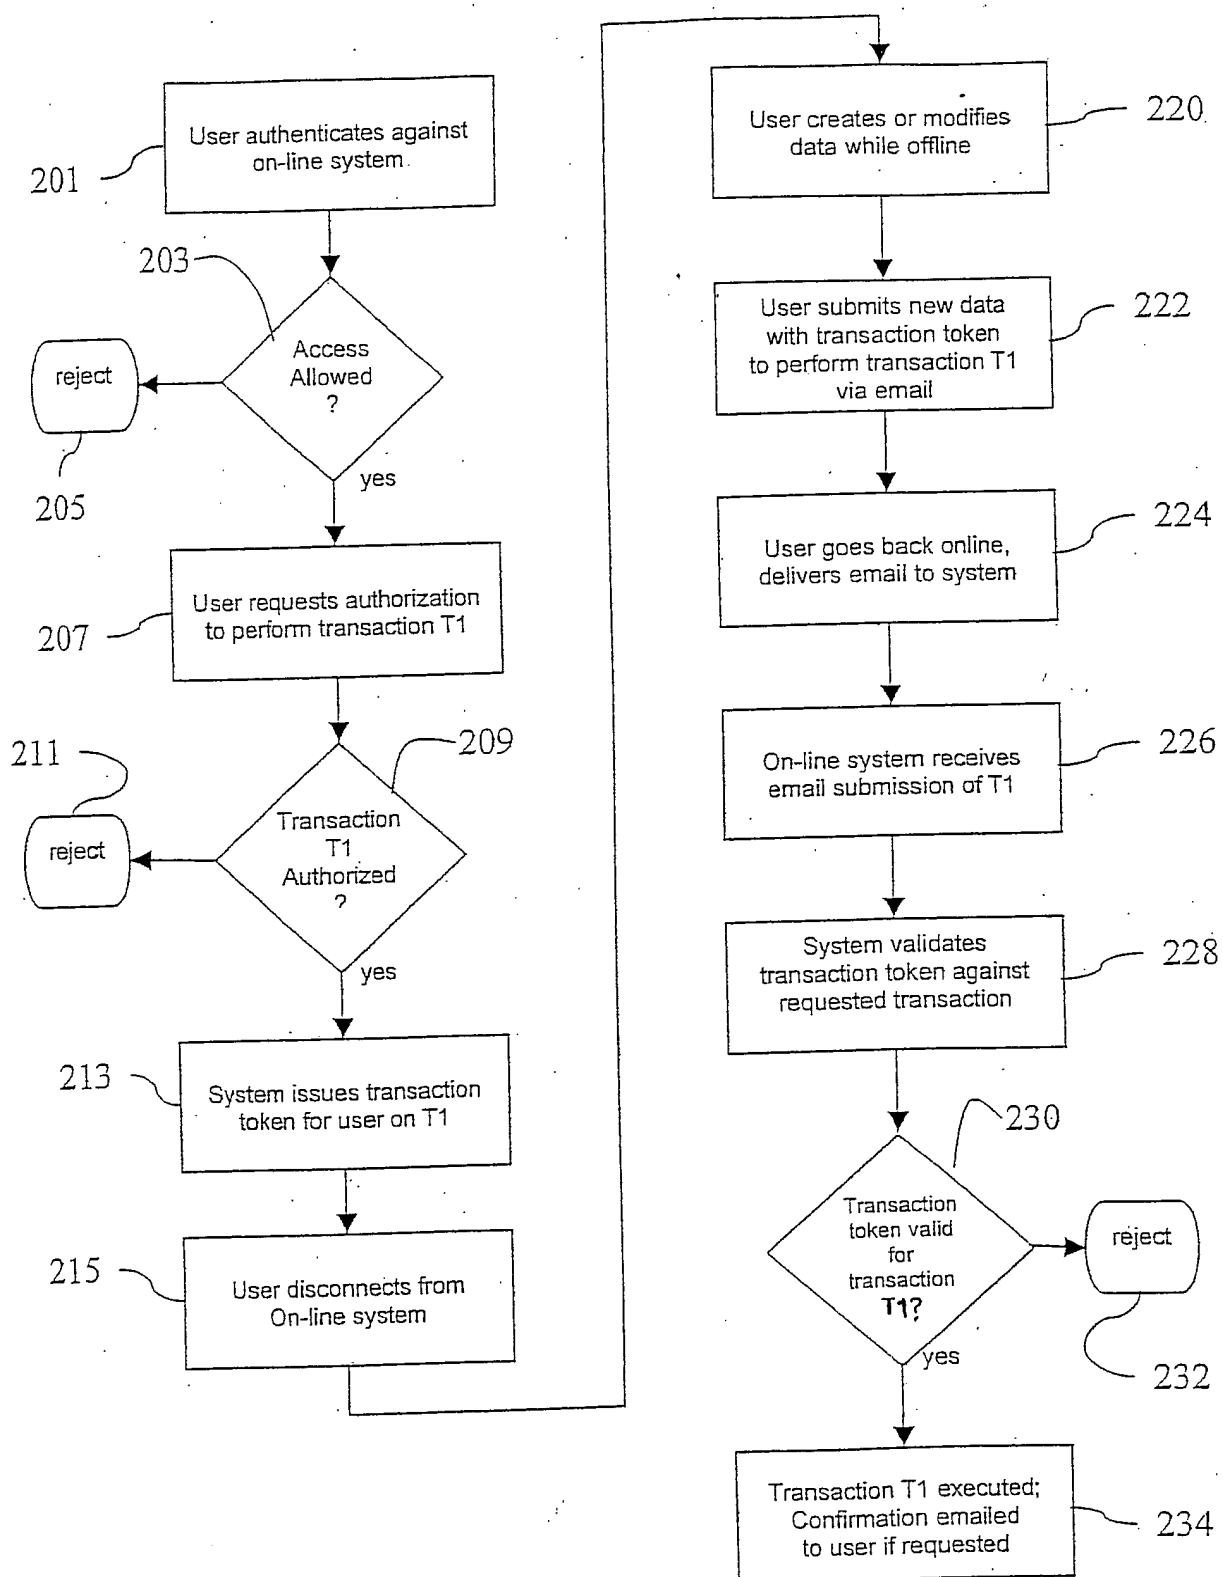 User authenticates against
on-line system
201
203
Access
Allowed
?
reject
205
yes
User requests authorization
to perform transaction T1
207
209
211
Transaction
T1
Authorized
?
reject
yes
213
System issues transaction
token for user on T1
215
User disconnects from
On-line system
User creates or modifies
data while offline
220
User submits new data
with transaction token
to perform transaction T1
via email
222
User goes back online,
delivers email to system
224
On-line system receives
email submission of T1
226
System validates
transaction token against
requested transaction
228
230
Transaction
token valid
for
transaction
T1?
reject
232
yes
Transaction T1 executed;
Confirmation emailed
to user if requested
234